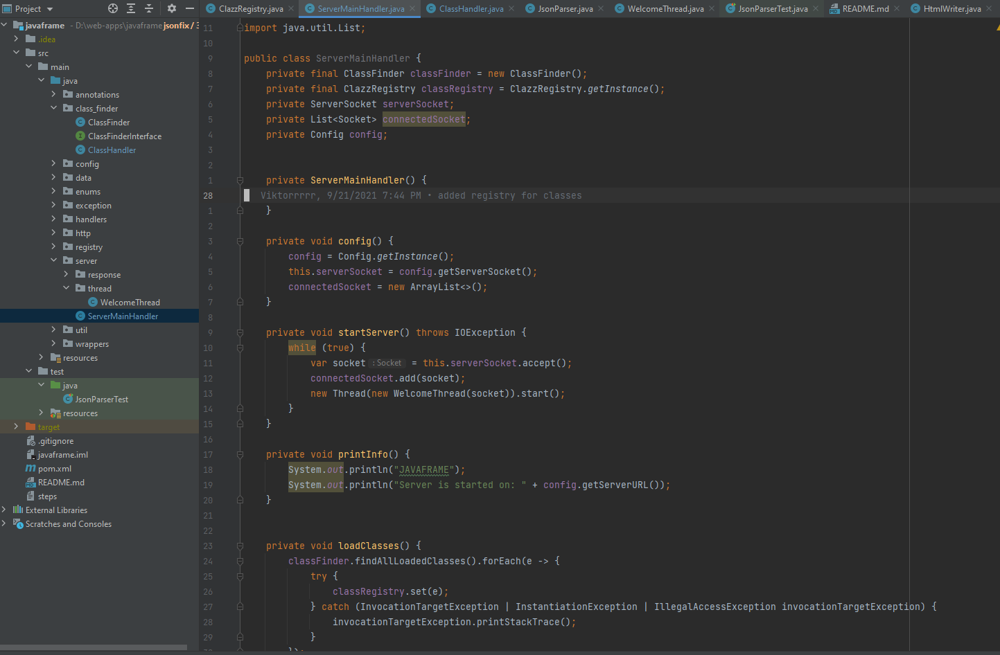 Project
ClazzRegistry.java
ServerMainHandler.java
ClassHandler.java
JsonParser.java
WelcomeThread.java
JsonParserTest.java
README.md
HtmlWriter.java
javaframe - D:\web-apps\javaframe jsonfix / 3
.idea
src
main
java
annotations
class_finder
ClassFinder
ClassFinderInterface
ClassHandler
config
data
enums
exception
handlers
http
registry
server
response
thread
WelcomeThread
ServerMainHandler
util
wrappers
resources
test
java
JsonParserTest
resources
target
.gitignore
javaframe.iml
pom.xml
README.md
steps
External Libraries
Scratches and Consoles
11 import java.util.List;
10
9 public class ServerMainHandler {
8 private final ClassFinder classFinder = new ClassFinder();
7 private final ClazzRegistry classRegistry = ClazzRegistry.getInstance();
6 private ServerSocket serverSocket;
5 private List<Socket> connectedSocket;
4 private Config config;
3
2
1 private ServerMainHandler() {
28 Viktorrrrr, 9/21/2021 7:44 PM • added registry for classes
1 }
2
3 private void config() {
4 config = Config.getInstance();
5 this.serverSocket = config.getServerSocket();
6 connectedSocket = new ArrayList<>();
7 }
8
9 private void startServer() throws IOException {
10 while (true) {
11 var socket : Socket = this.serverSocket.accept();
12 connectedSocket.add(socket);
13 new Thread(new WelcomeThread(socket)).start();
14 }
15 }
16
17 private void printInfo() {
18 System.out.println("JAVAFRAME");
19 System.out.println("Server is started on: " + config.getServerURL());
20 }
21
22
23 private void loadClasses() {
24 classFinder.findAllLoadedClasses().forEach(e -> {
25 try {
26 classRegistry.set(e);
27 } catch (InvocationTargetException | InstantiationException | IllegalAccessException invocationTargetException) {
28 invocationTargetException.printStackTrace();
29 }
30 });